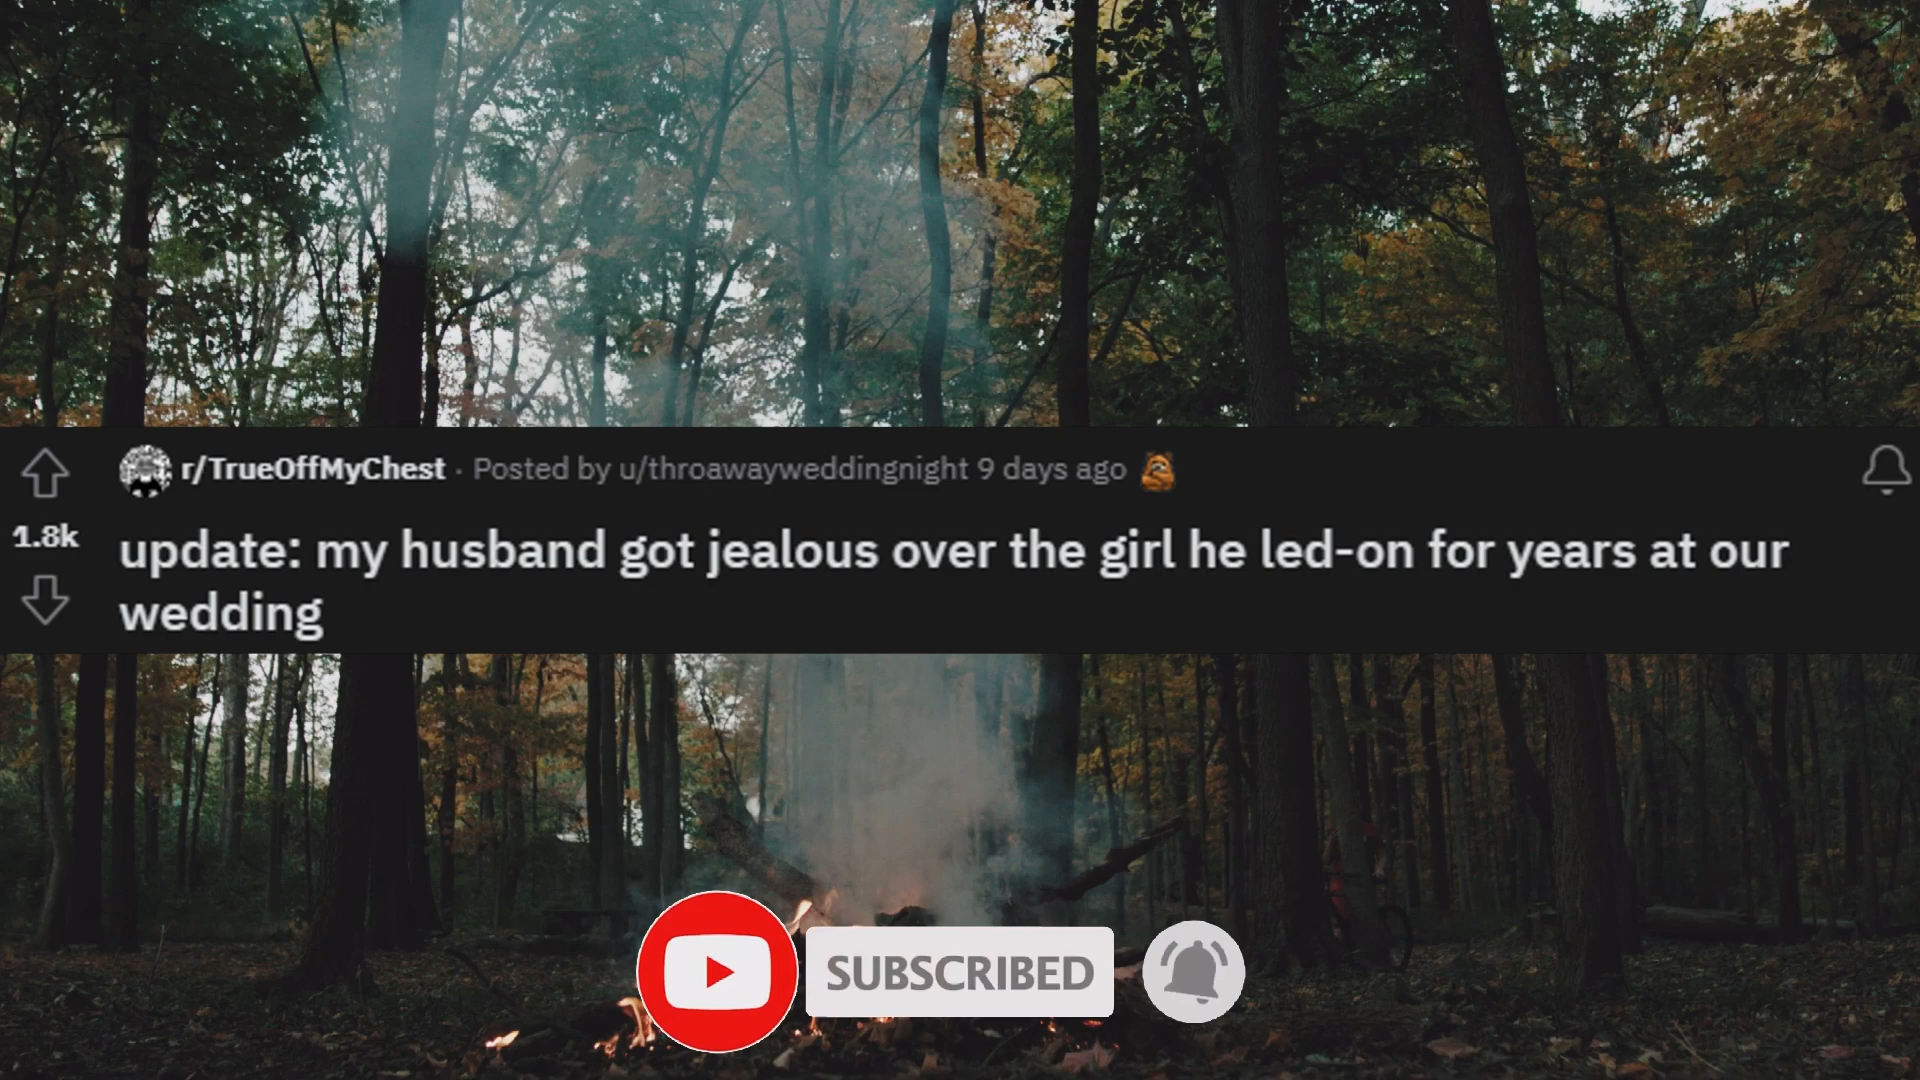 r/TrueOffMyChest · Posted by u/throawayweddingnight 9 days ago
1.8k
update: my husband got jealous over the girl he led-on for years at our
wedding
SUBSCRIBED